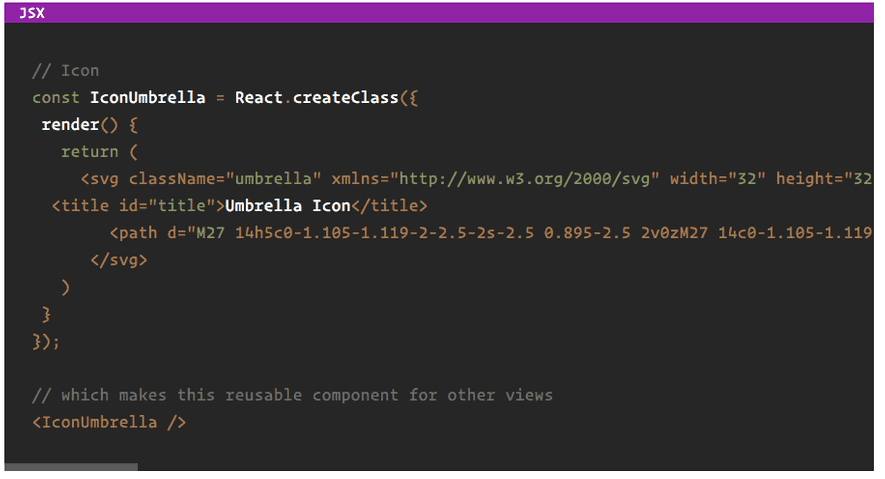 JSX
// Icon
const IconUmbrella = React.createClass({
render() {
return (
<svg className="umbrella" xmlns="http://www.w3.org/2000/svg" width="32" height="32
<title id="title">Umbrella Icon</title>
<path d="M27 14h5c0-1.105-1.119-2-2.5-2s-2.5 0.895-2.5 2v0zM27 14c0-1.105-1.119
</svg>
)
}
});
// which makes this reusable component for other views
<IconUmbrella />